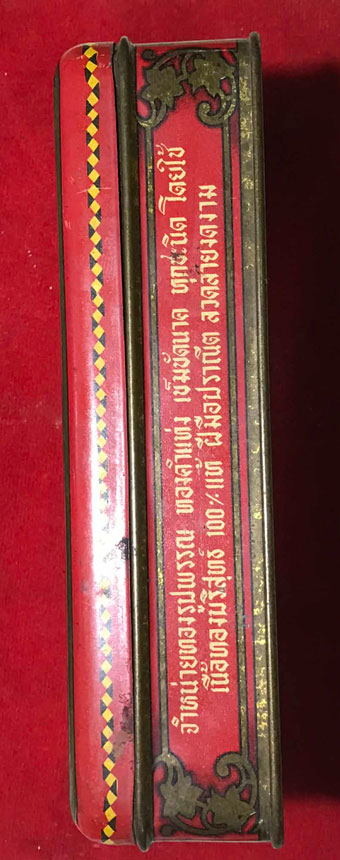 จำหน่ายทองรูปพรรณ ทองคำแท่ง เข็มขัดนาค ทุกชนิด โดยใช้
เนื้อทองบริสุทธ์ 100% แท้ ฝีมือปราณีต ลวดลายงดงาม